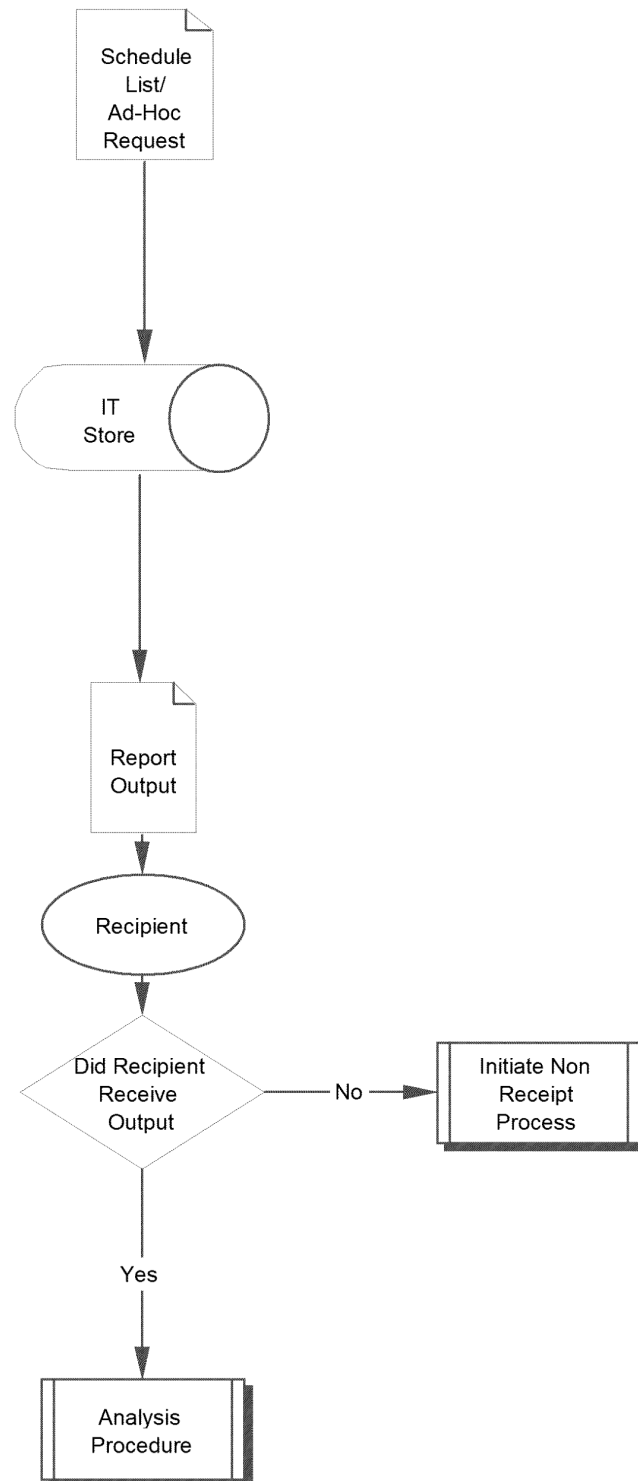 Schedule
List/
Ad-Hoc
Request
IT
Store
Report
Output
Recipient
Did Recipient
Receive
Output
No
Initiate Non
Receipt
Process
Yes
Analysis
Procedure